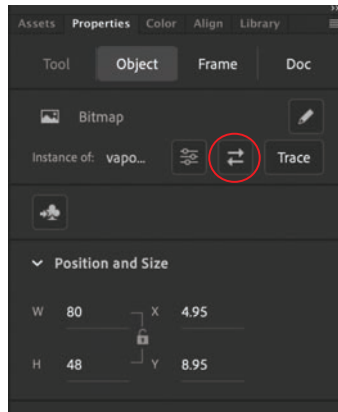 Assets Properties Color Align Library
Tool Object Frame Doc
Bitmap
Instance of: vapo... Trace
Position and Size
W 80 X 4.95
H 48 Y 8.95